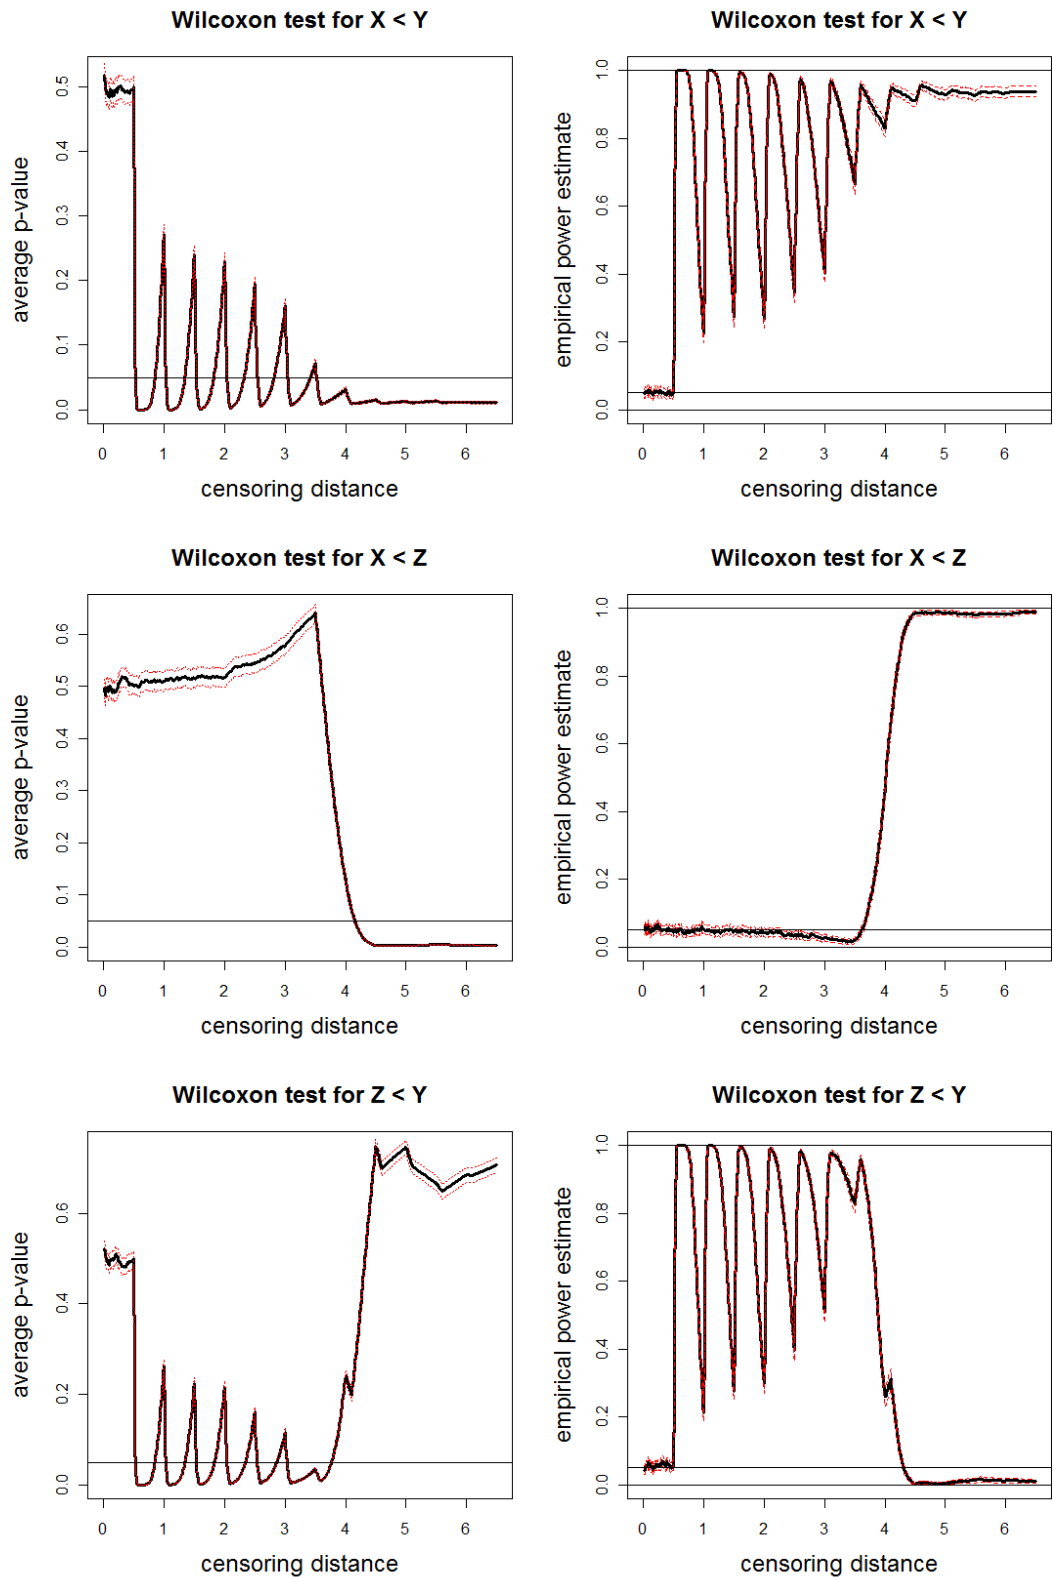 Wilcoxon test for X < Y
average p-value
0.0 0.1 0.2 0.3 0.4 0.5
0 1 2 3 4 5 6
censoring distance
Wilcoxon test for X < Y
empirical power estimate
0.0 0.2 0.4 0.6 0.8 1.0
0 1 2 3 4 5 6
censoring distance
Wilcoxon test for X < Z
average p-value
0.0 0.1 0.2 0.3 0.4 0.5 0.6
0 1 2 3 4 5 6
censoring distance
Wilcoxon test for X < Z
empirical power estimate
0.0 0.2 0.4 0.6 0.8 1.0
0 1 2 3 4 5 6
censoring distance
Wilcoxon test for Z < Y
average p-value
0.0 0.2 0.4 0.6
0 1 2 3 4 5 6
censoring distance
Wilcoxon test for Z < Y
empirical power estimate
0.0 0.2 0.4 0.6 0.8 1.0
0 1 2 3 4 5 6
censoring distance